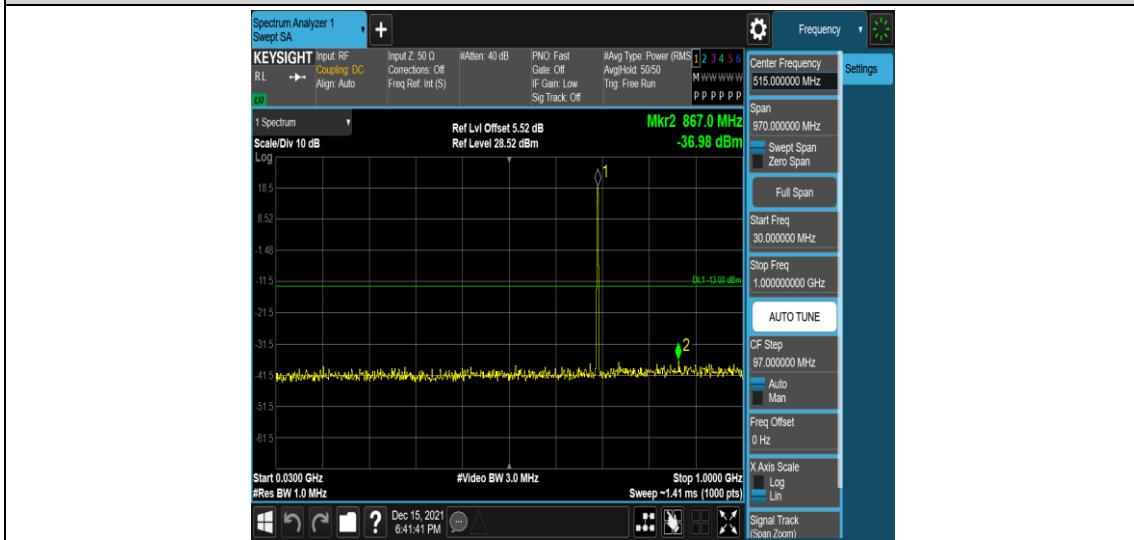 Spectrum Analyzer 1
Swept SA
Frequency
KEYSIGHT
RL
LXI
Input: RF
Coupling: DC
Align: Auto
Input Z: 50 Ω
Corrections: Off
Freq Ref: Int (S)
#Atten: 40 dB
PNO: Fast
Gate: Off
IF Gain: Low
Sig Track: Off
#Avg Type: Power (RMS
Avg|Hold: 50/50
Trig: Free Run
1 2 3 4 5 6
M W W W W W
P P P P P P
1 Spectrum
Scale/Div 10 dB
Log
Ref Lvl Offset 5.52 dB
Ref Level 28.52 dBm
Mkr2 867.0 MHz
-36.98 dBm
1
18.5
8.52
-1.48
-11.5
DL1 -13.00 dBm
-21.5
-31.5
2
-41.5
-51.5
-61.5
Start 0.0300 GHz
#Res BW 1.0 MHz
#Video BW 3.0 MHz
Stop 1.0000 GHz
Sweep ~1.41 ms (1000 pts)
Center Frequency
515.000000 MHz
Settings
Span
970.000000 MHz
Swept Span
Zero Span
Full Span
Start Freq
30.000000 MHz
Stop Freq
1.000000000 GHz
AUTO TUNE
CF Step
97.000000 MHz
Auto
Man
Freq Offset
0 Hz
X Axis Scale
Log
Lin
Signal Track
(Span Zoom)
?
Dec 15, 2021
6:41:41 PM